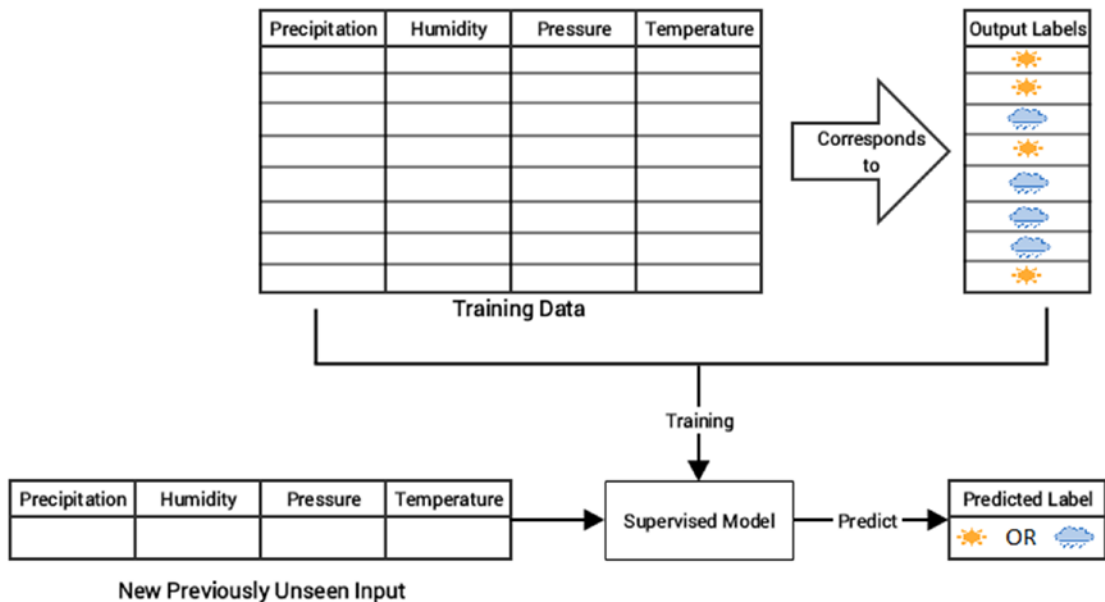 Precipitation Humidity Pressure Temperature
Output Labels
Corresponds
to
Training Data
Training
Precipitation Humidity Pressure Temperature
Supervised Model
Predict
Predicted Label
OR
New Previously Unseen Input